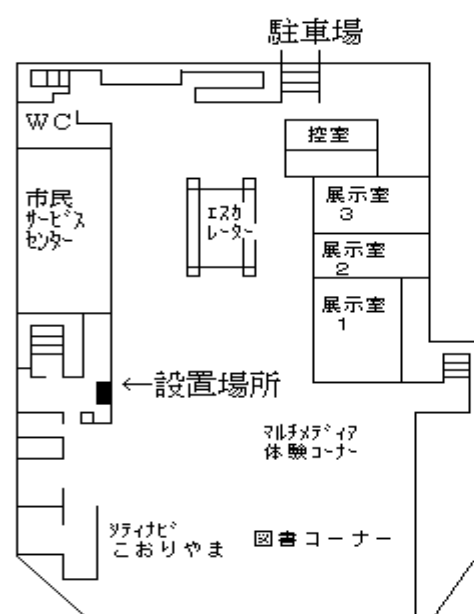 駐車場
WC
控室
市民
サービス
センター
エスカ
レーター
展示室
3
展示室
2
展示室
1
←設置場所
マルチメディア
体験コーナー
シティナビ
こおりやま
図書コーナー